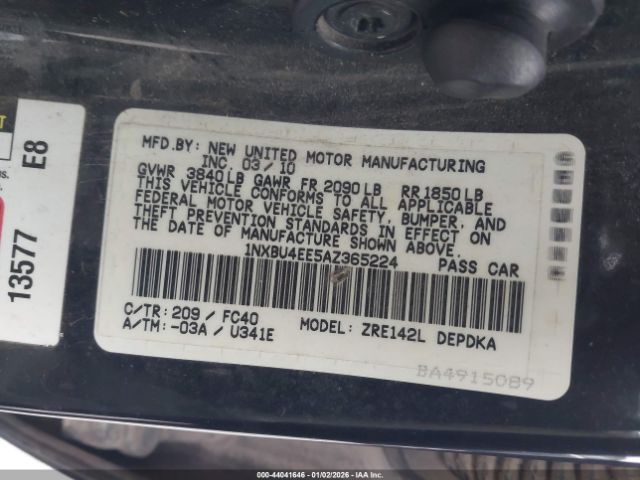 MFD.BY: NEW UNITED MOTOR MANUFACTURING
INC. 03/10
GVWR 3840LB GAWR FR 2090LB RR1850LB
THIS VEHICLE CONFORMS TO ALL APPLICABLE
FEDERAL MOTOR VEHICLE SAFETY, BUMPER, AND
THEFT PREVENTION STANDARDS IN EFFECT ON
THE DATE OF MANUFACTURE SHOWN ABOVE.
1NXBU4EE5AZ365224 PASS CAR
C/TR: 209 / FC40
A/TM: -03A / U341E
MODEL: ZRE142L DEPDKA
BA4915089
13577 E8
000-44041646 - 01/02/2026 - IAA Inc.